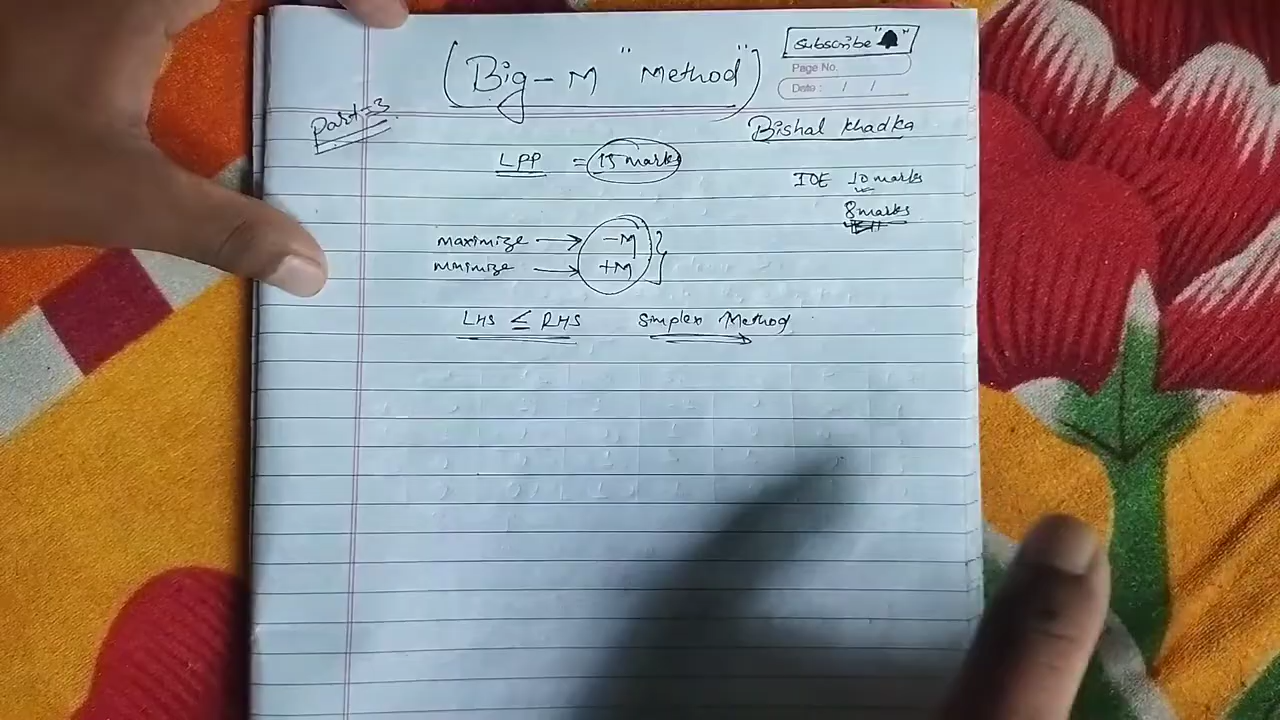 (Big-M "Method")
Subscribe "🔔"
Page No.
Date : / /
Part-3
Bishal Khadka
LPP = 15 marks
IOE 10 marks
8 marks
maximize → -M
minimize → +M
LHS ≤ RHS Simplex Method